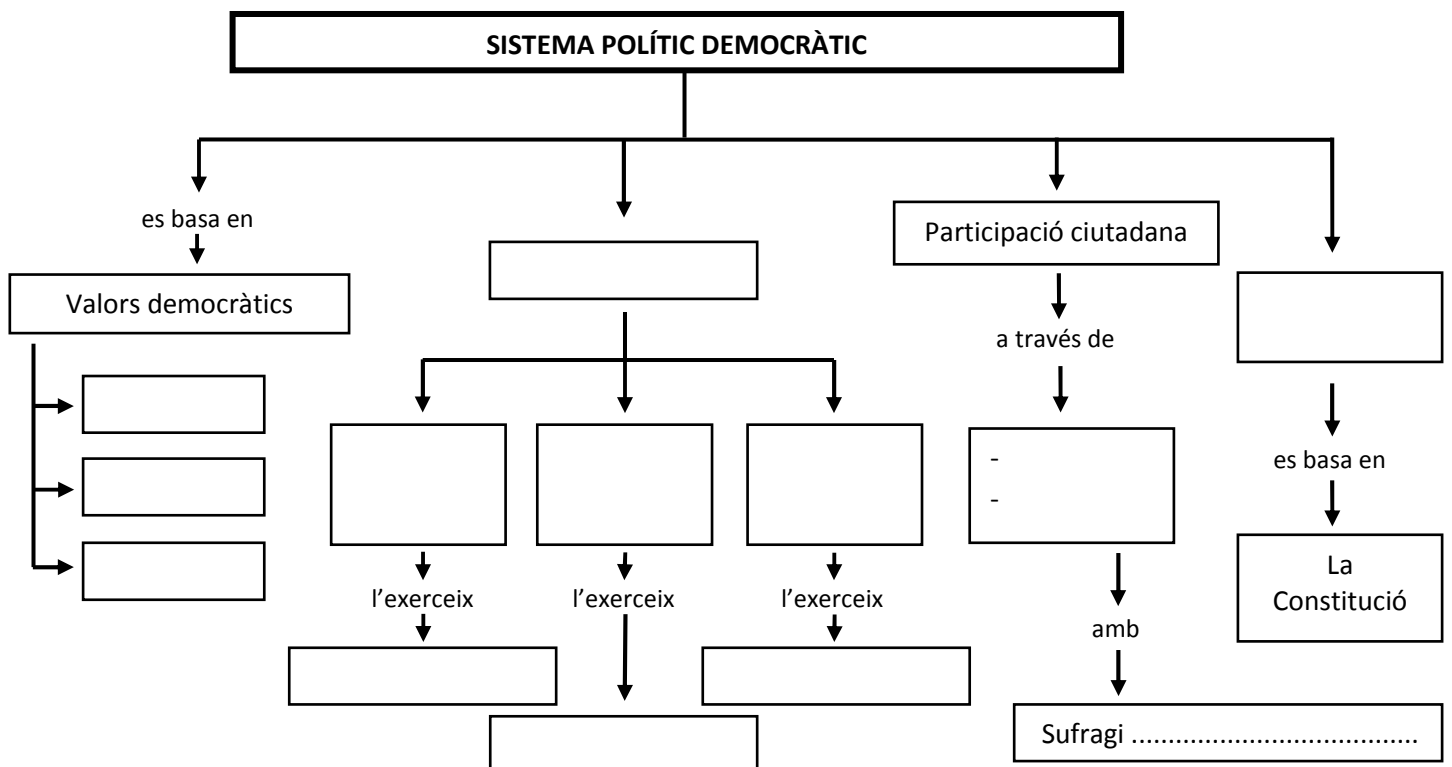 SISTEMA POLÍTIC DEMOCRÀTIC
es basa en
Valors democràtics
l’exerceix
l’exerceix
l’exerceix
Participació ciutadana
a través de
-
-
amb
Sufragi .......................................
es basa en
La
Constitució